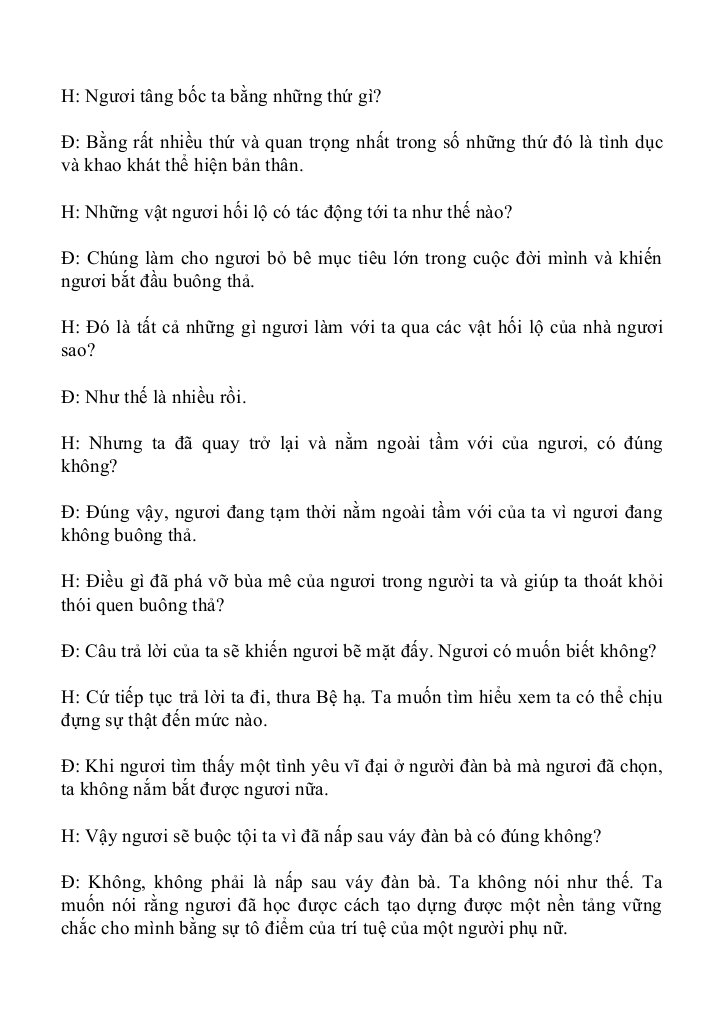 H: Ngươi tâng bốc ta bằng những thứ gì?
Đ: Bằng rất nhiều thứ và quan trọng nhất trong số những thứ đó là tình dục
và khao khát thể hiện bản thân.
H: Những vật ngươi hối lộ có tác động tới ta như thế nào?
Đ: Chúng làm cho ngươi bỏ bê mục tiêu lớn trong cuộc đời mình và khiến
ngươi bắt đầu buông thả.
H: Đó là tất cả những gì ngươi làm với ta qua các vật hối lộ của nhà ngươi
sao?
Đ: Như thế là nhiều rồi.
H: Nhưng ta đã quay trở lại và nằm ngoài tầm với của ngươi, có đúng
không?
Đ: Đúng vậy, ngươi đang tạm thời nằm ngoài tầm với của ta vì ngươi đang
không buông thả.
H: Điều gì đã phá vỡ bùa mê của ngươi trong người ta và giúp ta thoát khỏi
thói quen buông thả?
Đ: Câu trả lời của ta sẽ khiến ngươi bẽ mặt đấy. Ngươi có muốn biết không?
H: Cứ tiếp tục trả lời ta đi, thưa Bệ hạ. Ta muốn tìm hiểu xem ta có thể chịu
đựng sự thật đến mức nào.
Đ: Khi ngươi tìm thấy một tình yêu vĩ đại ở người đàn bà mà ngươi đã chọn,
ta không nắm bắt được ngươi nữa.
H: Vậy ngươi sẽ buộc tội ta vì đã nấp sau váy đàn bà có đúng không?
Đ: Không, không phải là nấp sau váy đàn bà. Ta không nói như thế. Ta
muốn nói rằng ngươi đã học được cách tạo dựng được một nền tảng vững
chắc cho mình bằng sự tô điểm của trí tuệ của một người phụ nữ.